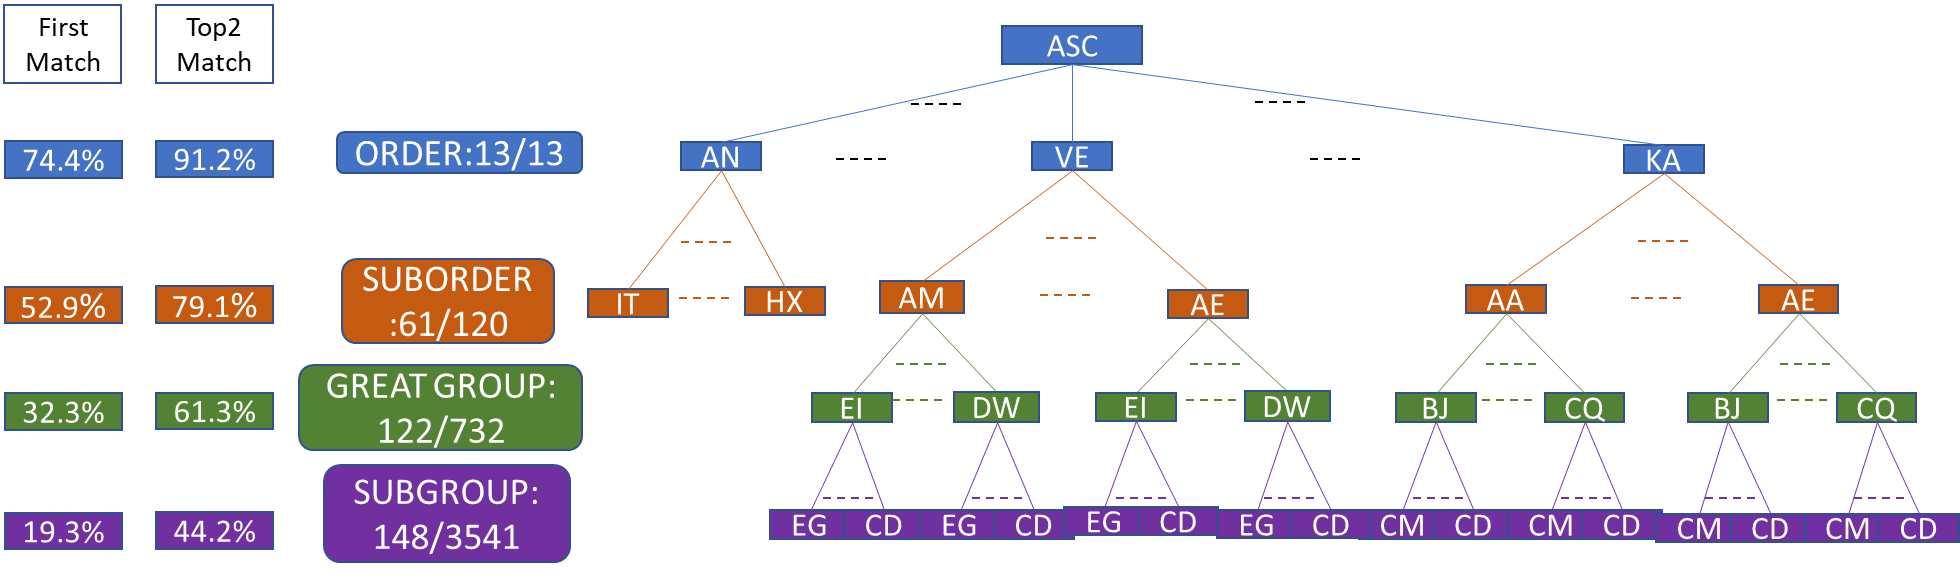 First
Match
Top2
Match
ASC
74.4%
91.2%
ORDER:13/13
AN
VE
KA
52.9%
79.1%
SUBORDER
:61/120
IT
HX
AM
AE
AA
AE
32.3%
61.3%
GREAT GROUP:
122/732
EI
DW
EI
DW
BJ
CQ
BJ
CQ
19.3%
44.2%
SUBGROUP:
148/3541
EG
CD
EG
CD
EG
CD
EG
CD
CM
CD
CM
CD
CM
CD
CM
CD